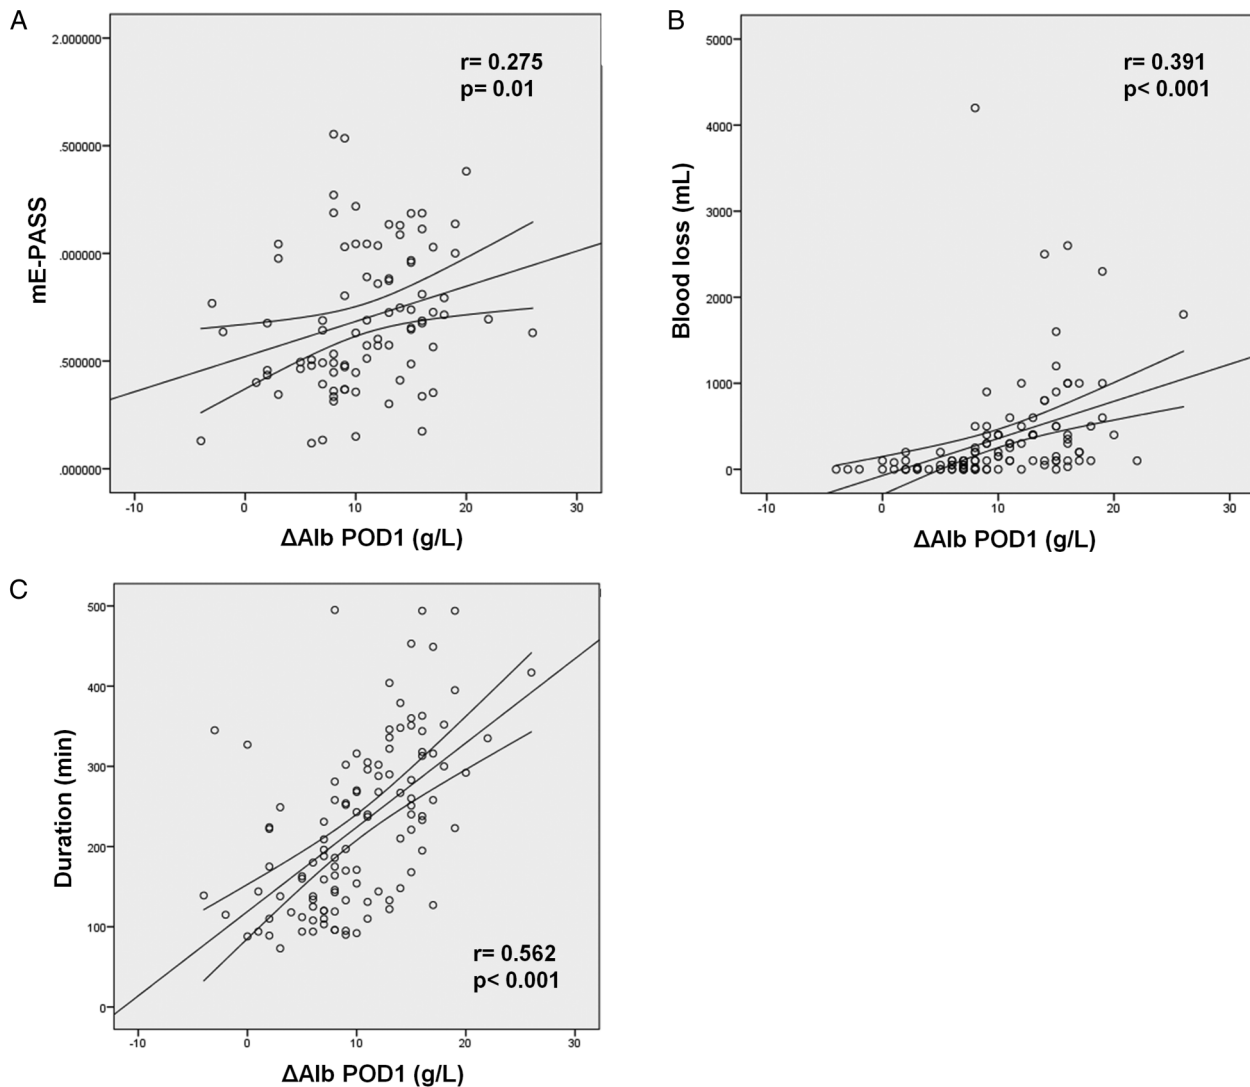 A
2.000000
.500000
.000000
.500000
.000000
mE-PASS
r= 0.275
p= 0.01
-10 0 10 20 30
ΔAlb POD1 (g/L)
B
5000
4000
3000
2000
1000
0
Blood loss (mL)
r= 0.391
p< 0.001
-10 0 10 20 30
ΔAlb POD1 (g/L)
C
500
400
300
200
100
0
Duration (min)
r= 0.562
p< 0.001
-10 0 10 20 30
ΔAlb POD1 (g/L)